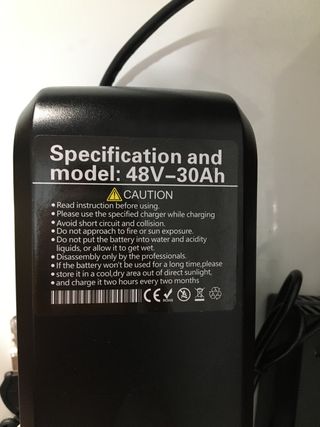 Specification and
model: 48V-30Ah
CAUTION
• Read instruction before using.
• Please use the specified charger while charging
• Avoid short circuit and collision.
• Do not approach to fire or sun exposure.
• Do not put the battery into water and acidity
liquids, or allow it to get wet.
• Disassembly only by the professionals.
• If the battery won't be used for a long time,please
• store it in a cool,dry area out of direct sunlight,
• and charge it two hours every two months
CE